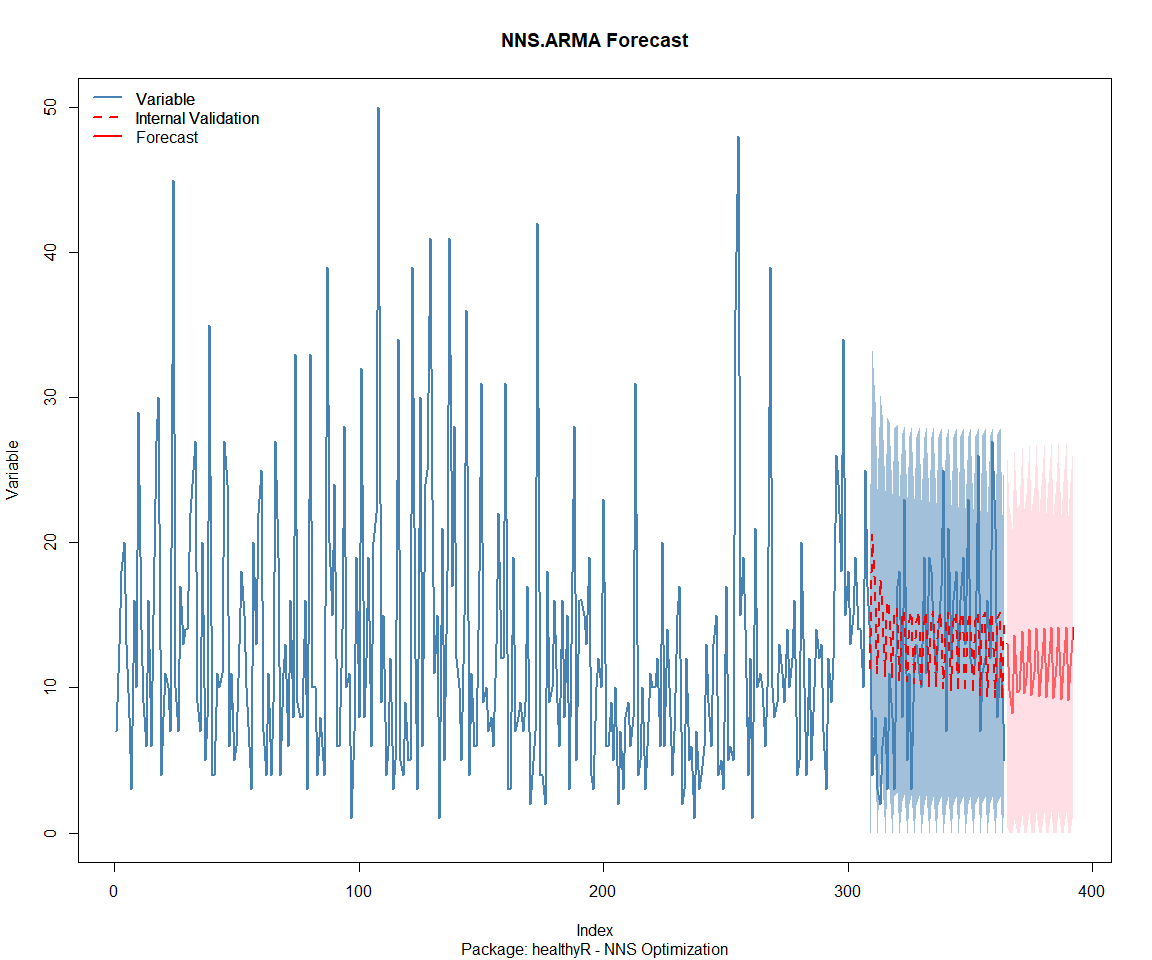 NNS.ARMA Forecast
Variable
Internal Validation
Forecast
Variable
50
40
30
20
10
0
0 100 200 300 400
Index
Package: healthyR - NNS Optimization